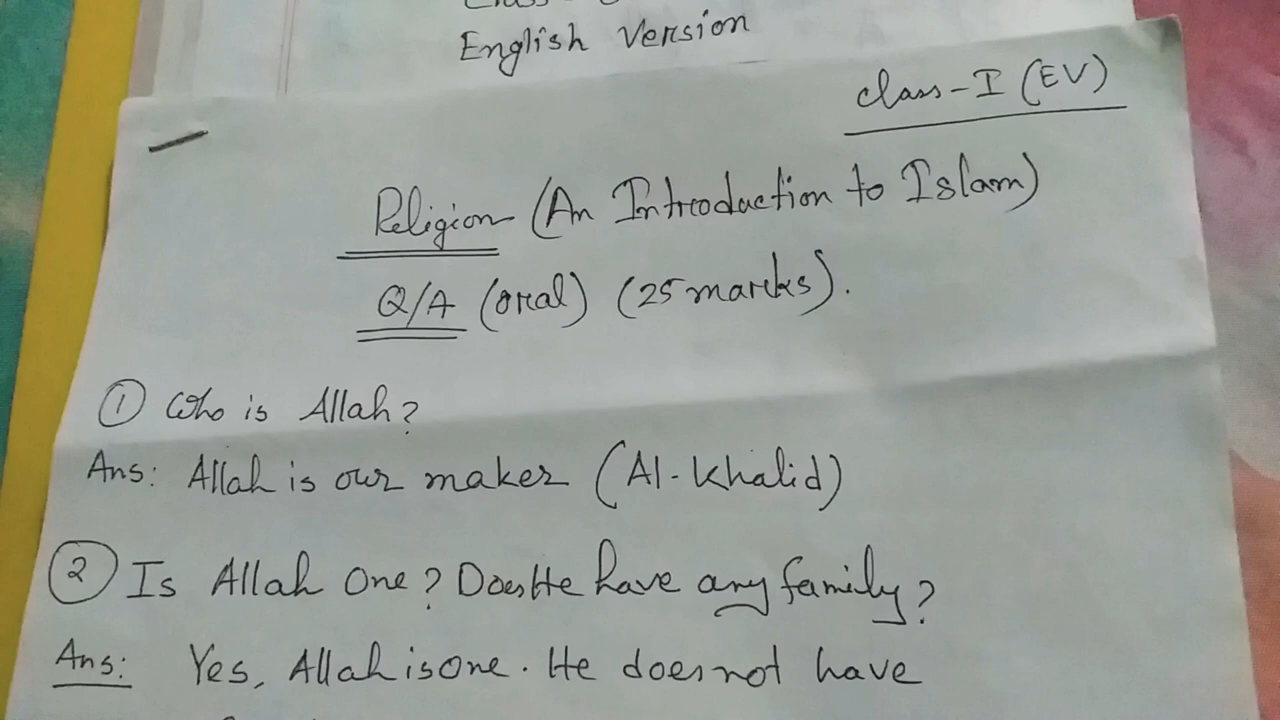 English Version
Class-I (EV)
Religion (An Introduction to Islam)
Q/A (oral) (25 marks).
① Who is Allah?
Ans: Allah is our maker (Al-Khalid)
② Is Allah One? Does He have any family?
Ans: Yes, Allah is one. He does not have